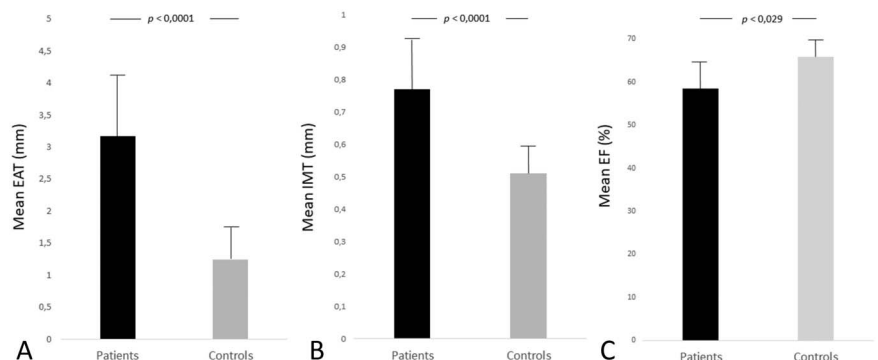 p < 0,0001
Mean EAT (mm)
5
4,5
4
3,5
3
2,5
2
1,5
1
0,5
0
A
Patients
Controls
p < 0,0001
Mean IMT (mm)
1
0,9
0,8
0,7
0,6
0,5
0,4
0,3
0,2
0,1
0
B
Patients
Controls
p < 0,029
Mean EF (%)
70
60
50
40
30
20
10
0
C
Patients
Controls